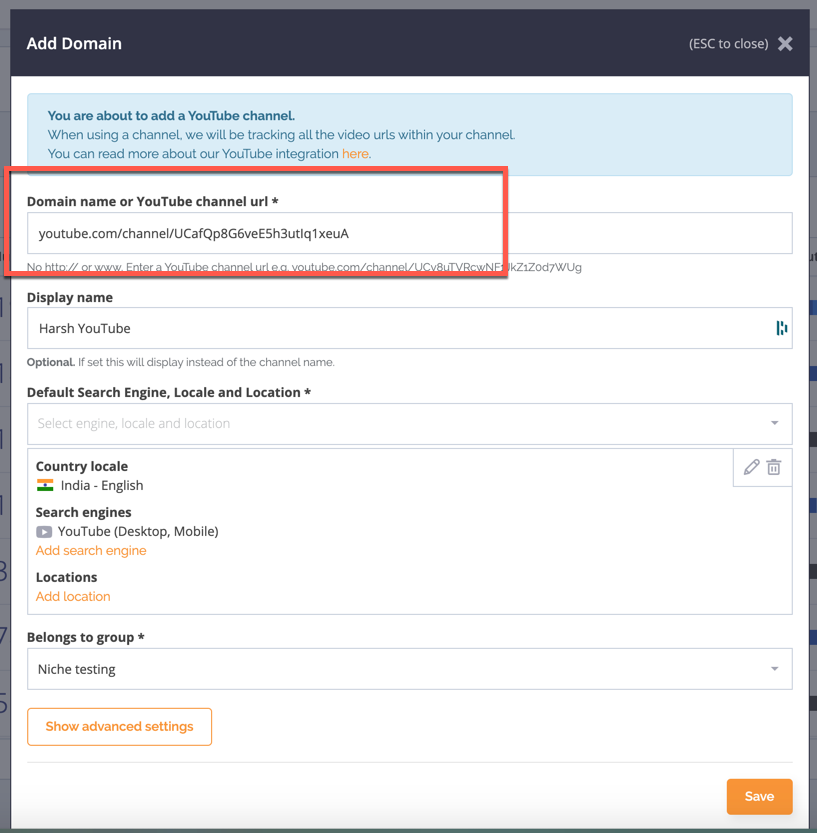 Add Domain
(ESC to close)
You are about to add a YouTube channel.
When using a channel, we will be tracking all the video urls within your channel.
You can read more about our YouTube integration here.
Domain name or YouTube channel url *
youtube.com/channel/UCafQp8G6veE5h3utIq1xeuA
No http:// or www. Enter a YouTube channel url e.g. youtube.com/channel/
Display name
Harsh YouTube
Optional. If set this will display instead of the channel name.
Default Search Engine, Locale and Location *
Select engine, locale and location
Country locale
India - English
Search engines
YouTube (Desktop, Mobile)
Add search engine
Locations
Add location
Belongs to group *
Niche testing
Show advanced settings
Save